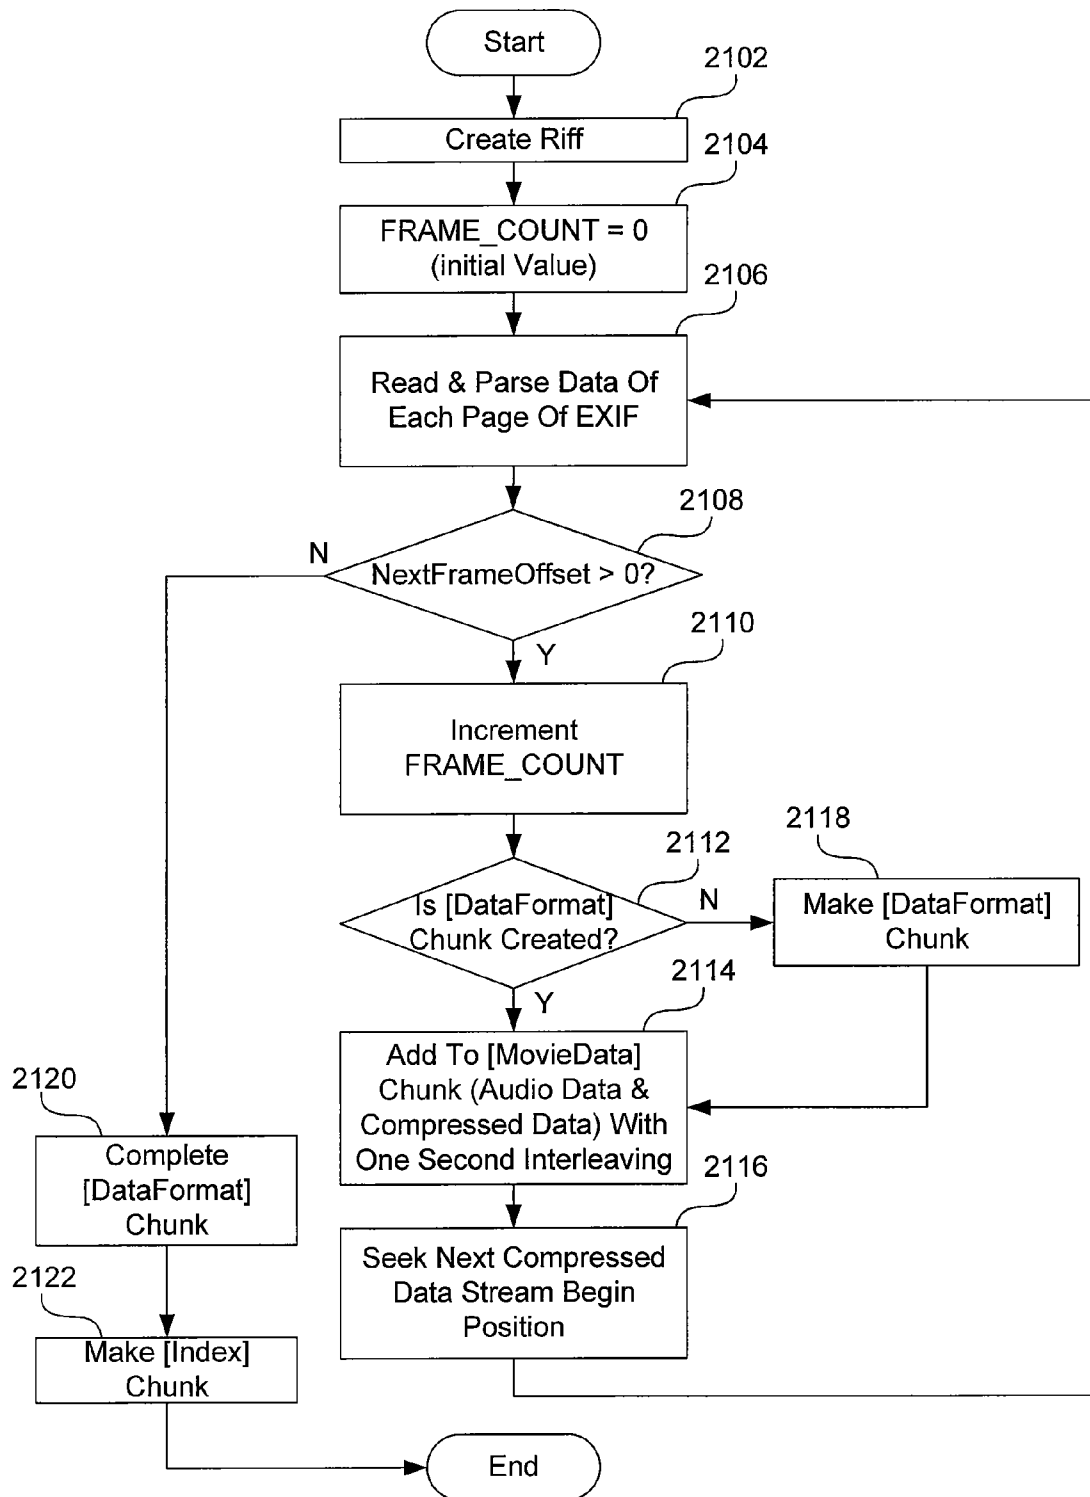 Start
2102
Create Riff
2104
FRAME_COUNT = 0
(initial Value)
2106
Read & Parse Data Of
Each Page Of EXIF
2108
N
NextFrameOffset > 0?
Y
2110
Increment
FRAME_COUNT
2112
Is [DataFormat]
Chunk Created?
N
2118
Make [DataFormat]
Chunk
Y
2114
Add To [MovieData]
Chunk (Audio Data &
Compressed Data) With
One Second Interleaving
2116
Seek Next Compressed
Data Stream Begin
Position
2120
Complete
[DataFormat]
Chunk
2122
Make [Index]
Chunk
End